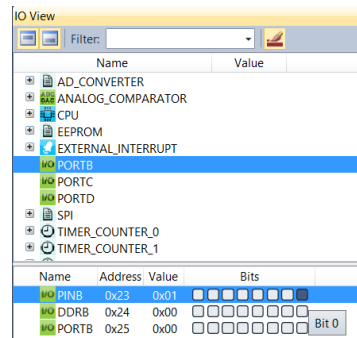 IO View
Filter:
Name Value
AD_CONVERTER
ANALOG_COMPARATOR
CPU
EEPROM
EXTERNAL_INTERRUPT
I/O PORTB
I/O PORTC
I/O PORTD
SPI
TIMER_COUNTER_0
TIMER_COUNTER_1
Name Address Value Bits
I/O PINB 0x23 0x01
I/O DDRB 0x24 0x00
I/O PORTB 0x25 0x00
Bit 0